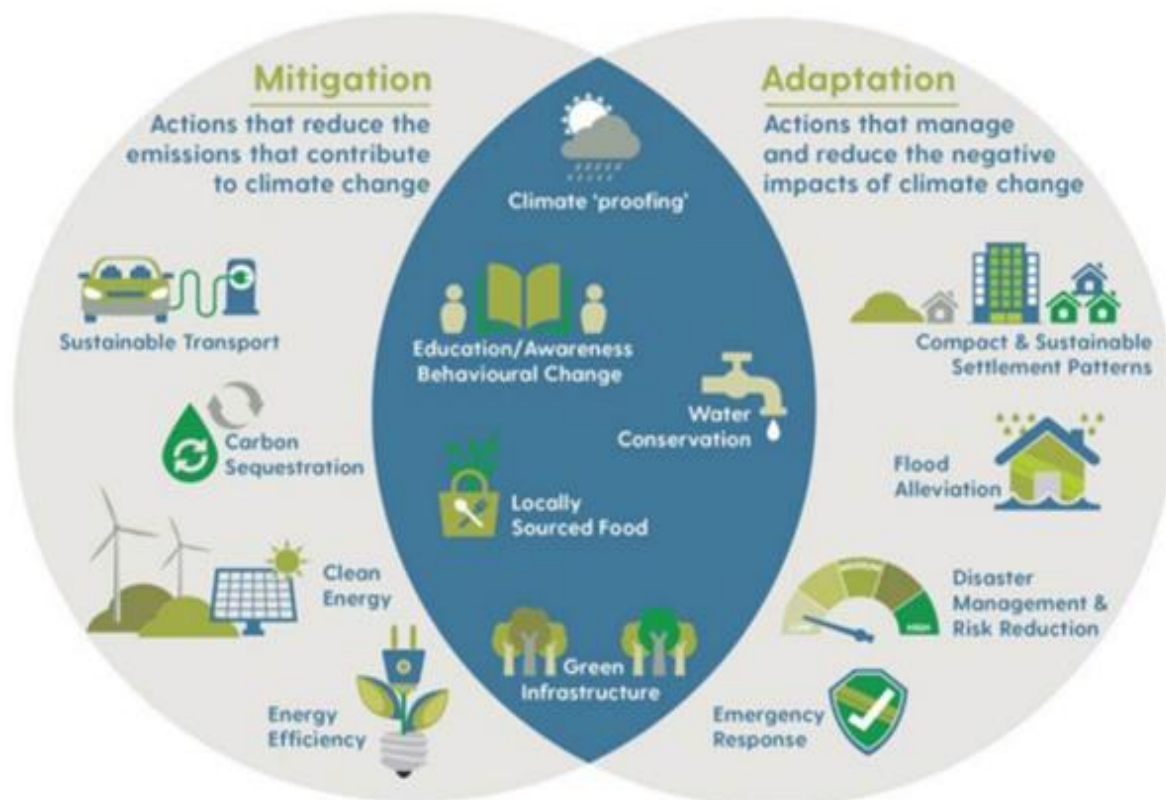 Mitigation
Actions that reduce the
emissions that contribute
to climate change
Sustainable Transport
Carbon
Sequestration
Clean
Energy
Energy
Efficiency
Climate 'proofing'
Education/Awareness
Behavioural Change
Water
Conservation
Locally
Sourced Food
Green
Infrastructure
Adaptation
Actions that manage
and reduce the negative
impacts of climate change
Compact & Sustainable
Settlement Patterns
Flood
Alleviation
Disaster
Management &
Risk Reduction
Emergency
Response